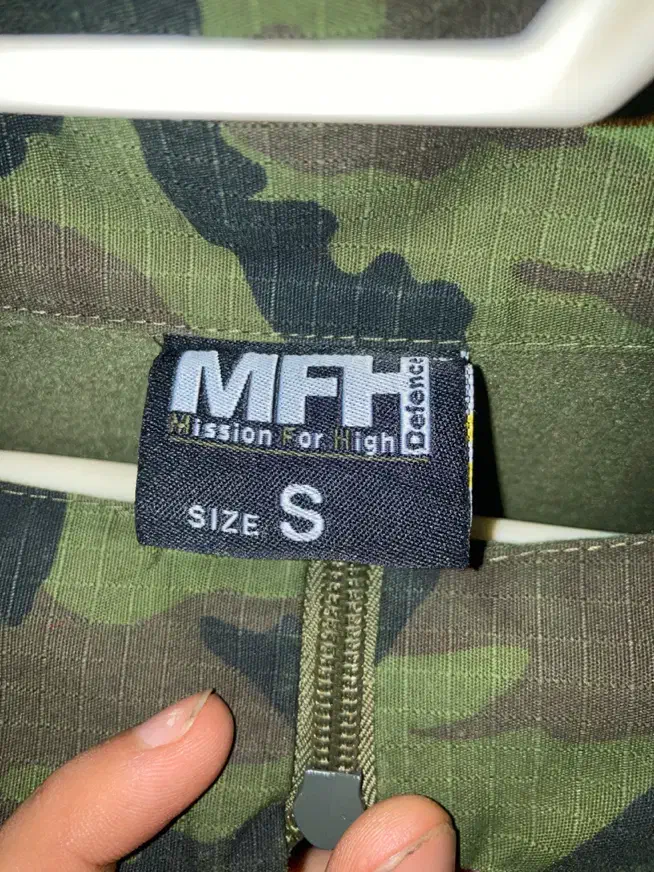 MFH
Defence
Mission For High
SIZE S